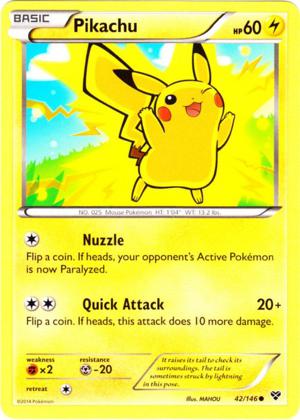 BASIC
Pikachu HP60
NO. 025 Mouse Pokémon HT: 1'04" WT: 13.2 lbs.
Nuzzle
Flip a coin. If heads, your opponent's Active Pokémon
is now Paralyzed.
Quick Attack 20+
Flip a coin. If heads, this attack does 10 more damage.
weakness
×2
resistance
-20
retreat
It raises its tail to check its
surroundings. The tail is
sometimes struck by lightning
in this pose.
©2014 Pokémon
Illus. MAHOU
42/146
XY